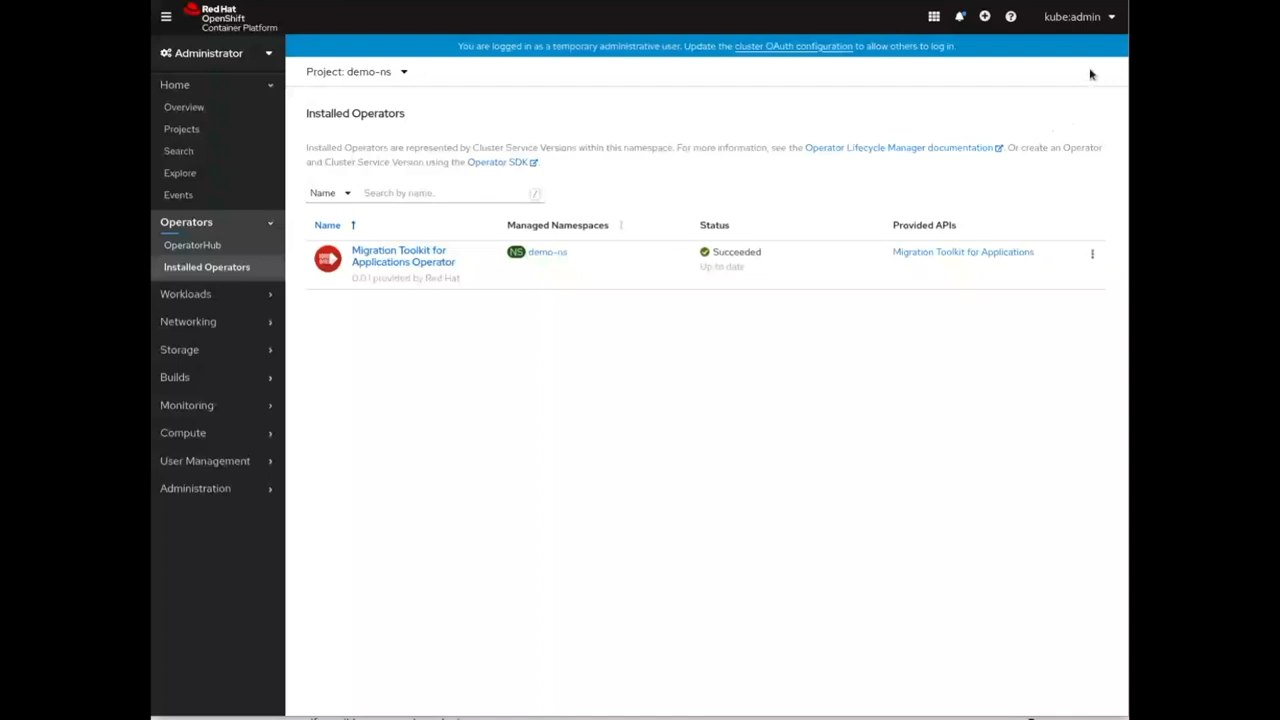 Red Hat
OpenShift
Container Platform
kube:admin
Administrator
You are logged in as a temporary administrative user. Update the cluster OAuth configuration to allow others to log in.
Home
Overview
Projects
Search
Explore
Events
Operators
OperatorHub
Installed Operators
Workloads
Networking
Storage
Builds
Monitoring
Compute
User Management
Administration
Project: demo-ns
Installed Operators
Installed Operators are represented by Cluster Service Versions within this namespace. For more information, see the Operator Lifecycle Manager documentation. Or create an Operator
and Cluster Service Version using the Operator SDK.
Name Search by name... /
Name Managed Namespaces Status Provided APIs
Migration Toolkit for
Applications Operator
0.0.1 provided by Red Hat
NS demo-ns
Succeeded
Up to date
Migration Toolkit for Applications